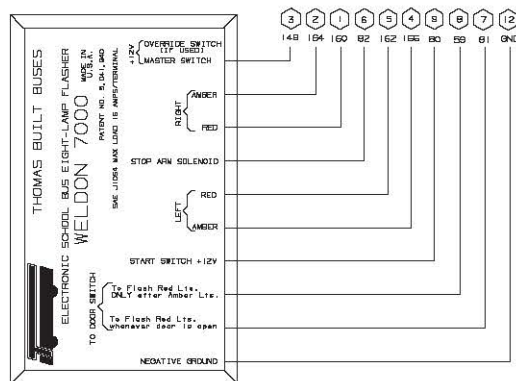 3 2 1 6 5 4 9 8 7 12
148 164 160 82 162 166 80 59 81 GND
THOMAS BUILT BUSES
ELECTRONIC SCHOOL BUS EIGHT-LAMP FLASHER
WELDON 7000
MADE IN
U.S.A.
PATENT NO. 5,041,840
SAE J1054 MAX LOAD 16 AMPS/TERMINAL
+12V
OVERRIDE SWITCH
(IF USED)
MASTER SWITCH
RIGHT
AMBER
RED
STOP ARM SOLENOID
LEFT
RED
AMBER
START SWITCH +12V
TO DOOR SWITCH
To Flash Red Lts.
ONLY after Amber Lts.
To Flash Red Lts.
whenever door is open
NEGATIVE GROUND